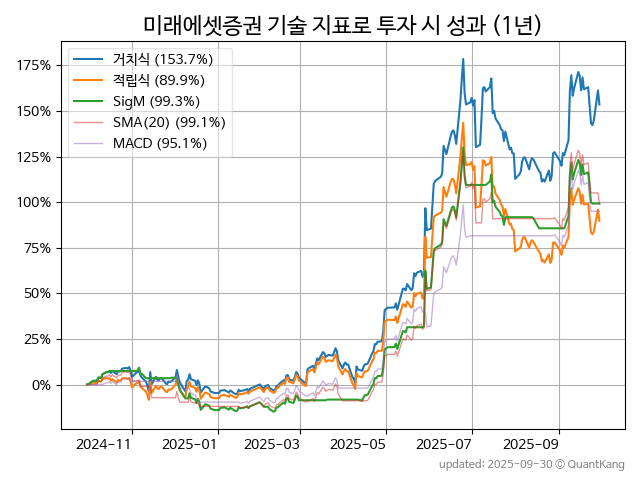 미래에셋증권 기술 지표로 투자 시 성과 (1년)
거치식 (153.7%)
적립식 (89.9%)
SigM (99.3%)
SMA(20) (99.1%)
MACD (95.1%)
175%
150%
125%
100%
75%
50%
25%
0%
2024-11 2025-01 2025-03 2025-05 2025-07 2025-09
updated: 2025-09-30 © QuantKang